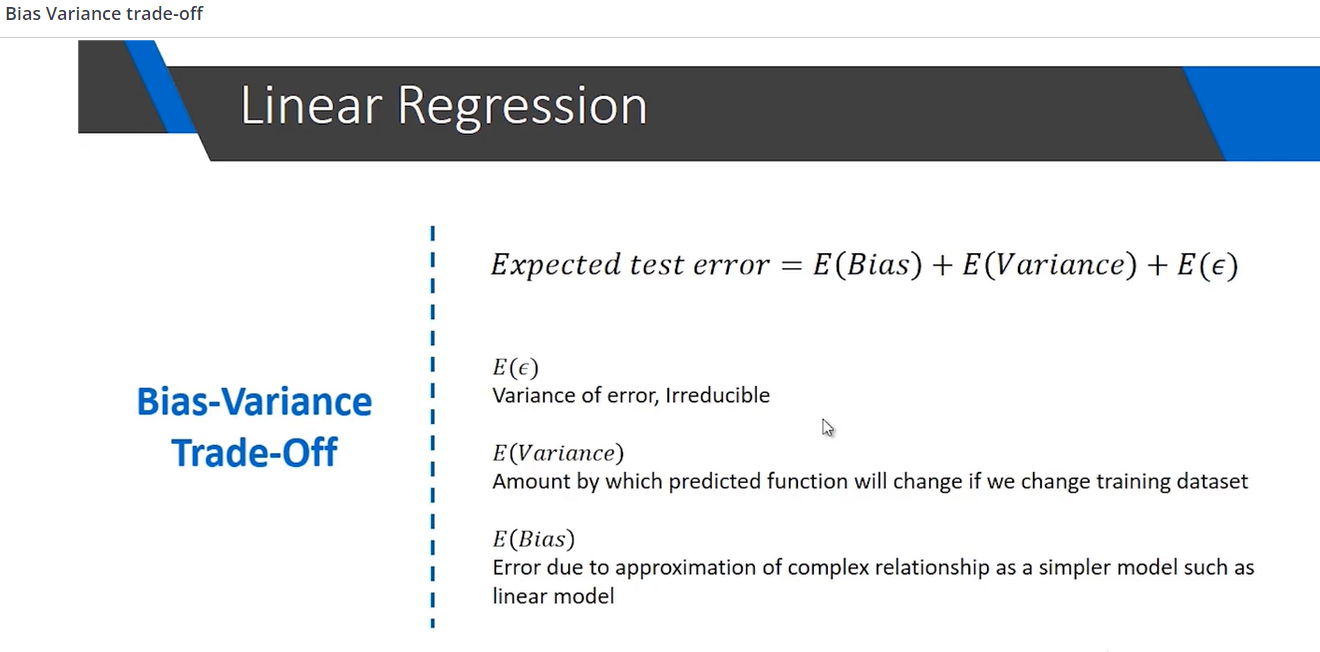 Bias Variance trade-off
Linear Regression
Expected test error = E(Bias) + E(Variance) + E(ϵ)
Bias-Variance
Trade-Off
E(ϵ)
Variance of error, Irreducible
E(Variance)
Amount by which predicted function will change if we change training dataset
E(Bias)
Error due to approximation of complex relationship as a simpler model such as
linear model